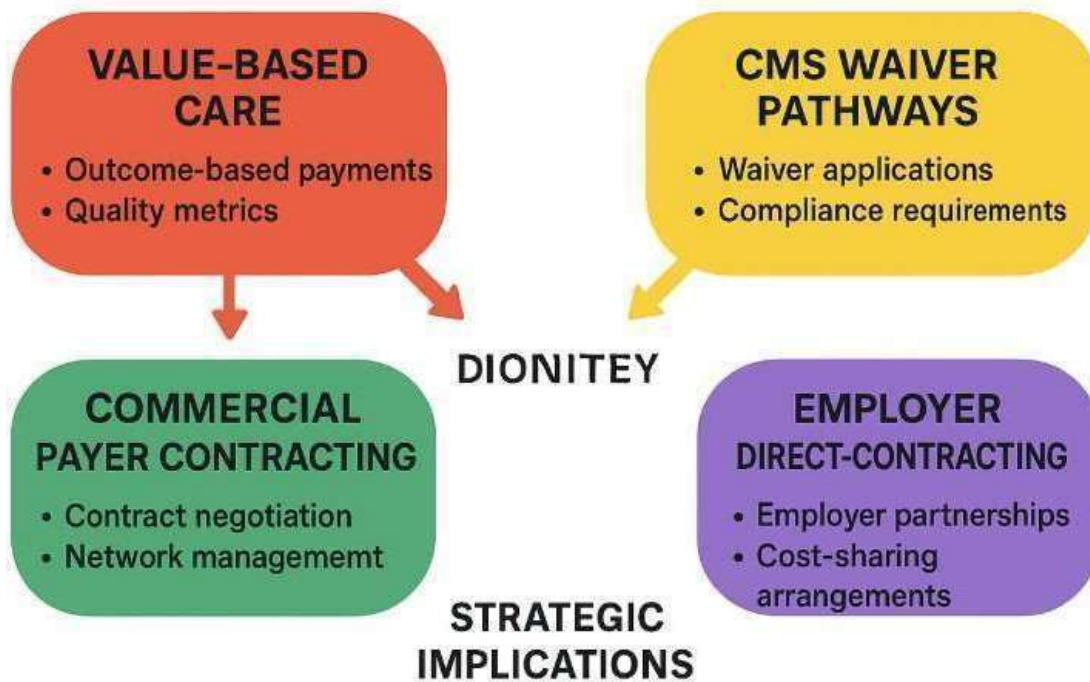 VALUE-BASED
CARE
• Outcome-based payments
• Quality metrics
CMS WAIVER
PATHWAYS
• Waiver applications
• Compliance requirements
DIONITEY
COMMERCIAL
PAYER CONTRACTING
• Contract negotiation
• Network managememt
EMPLOYER
DIRECT-CONTRACTING
• Employer partnerships
• Cost-sharing
arrangements
STRATEGIC
IMPLICATIONS